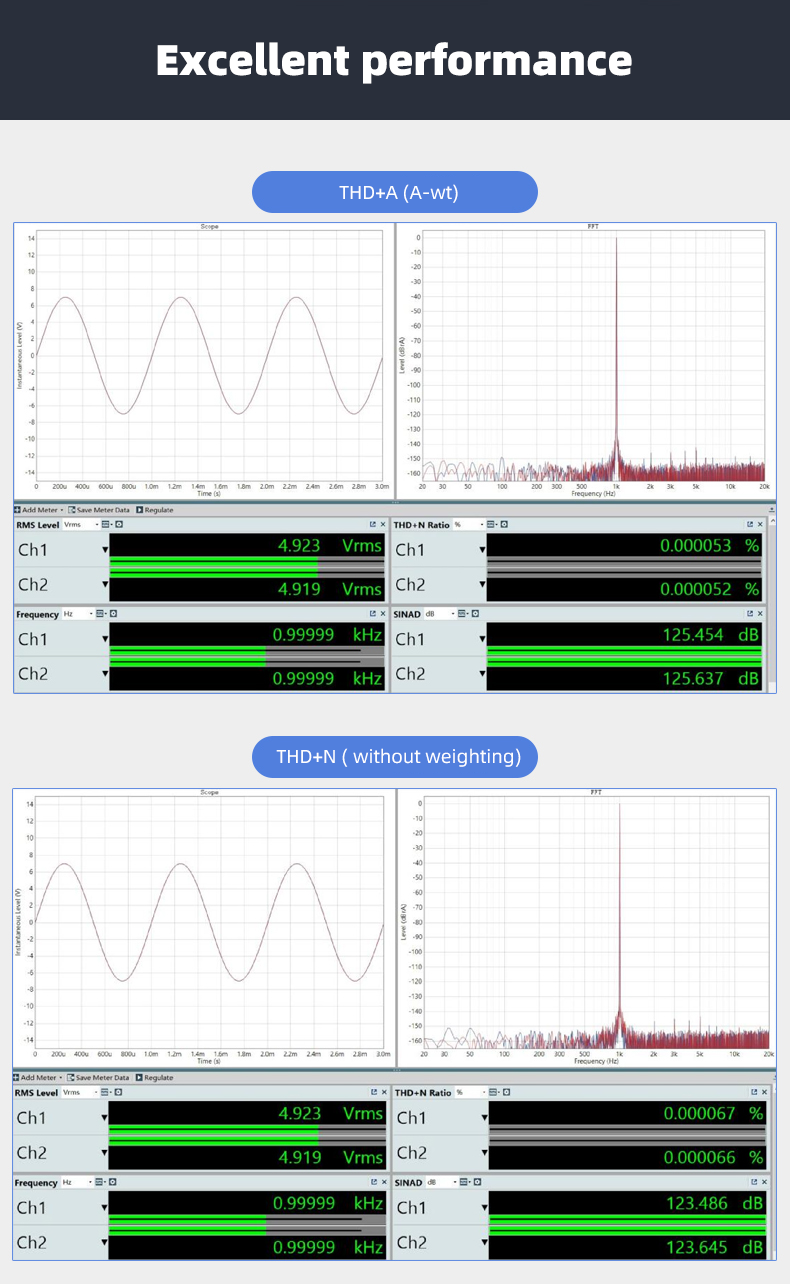 Excellent performance
THD+A (A-wt)
Scope
FFT
Instantaneous Level (V)
14
12
10
8
6
4
2
0
-2
-4
-6
-8
-10
-12
-14
0 200u 400u 600u 800u 1.0m 1.2m 1.4m 1.6m 1.8m 2.0m 2.2m 2.4m 2.6m 2.8m 3.0m
Time (s)
Level (dBrA)
0
-10
-20
-30
-40
-50
-60
-70
-80
-90
-100
-110
-120
-130
-140
-150
-160
20 30 50 100 200 300 500 1k 2k 3k 5k 10k 20k
Frequency (Hz)
Add Meter Save Meter Data Regulate
RMS Level Vrms
Ch1 4.923 Vrms
Ch2 4.919 Vrms
THD+N Ratio %
Ch1 0.000053 %
Ch2 0.000052 %
Frequency Hz
Ch1 0.99999 kHz
Ch2 0.99999 kHz
SINAD dB
Ch1 125.454 dB
Ch2 125.637 dB
THD+N ( without weighting)
Scope
FFT
Instantaneous Level (V)
14
12
10
8
6
4
2
0
-2
-4
-6
-8
-10
-12
-14
0 200u 400u 600u 800u 1.0m 1.2m 1.4m 1.6m 1.8m 2.0m 2.2m 2.4m 2.6m 2.8m 3.0m
Time (s)
Level (dBrA)
0
-10
-20
-30
-40
-50
-60
-70
-80
-90
-100
-110
-120
-130
-140
-150
-160
20 30 50 100 200 300 500 1k 2k 3k 5k 10k 20k
Frequency (Hz)
Add Meter Save Meter Data Regulate
RMS Level Vrms
Ch1 4.923 Vrms
Ch2 4.919 Vrms
THD+N Ratio %
Ch1 0.000067 %
Ch2 0.000066 %
Frequency Hz
Ch1 0.99999 kHz
Ch2 0.99999 kHz
SINAD dB
Ch1 123.486 dB
Ch2 123.645 dB